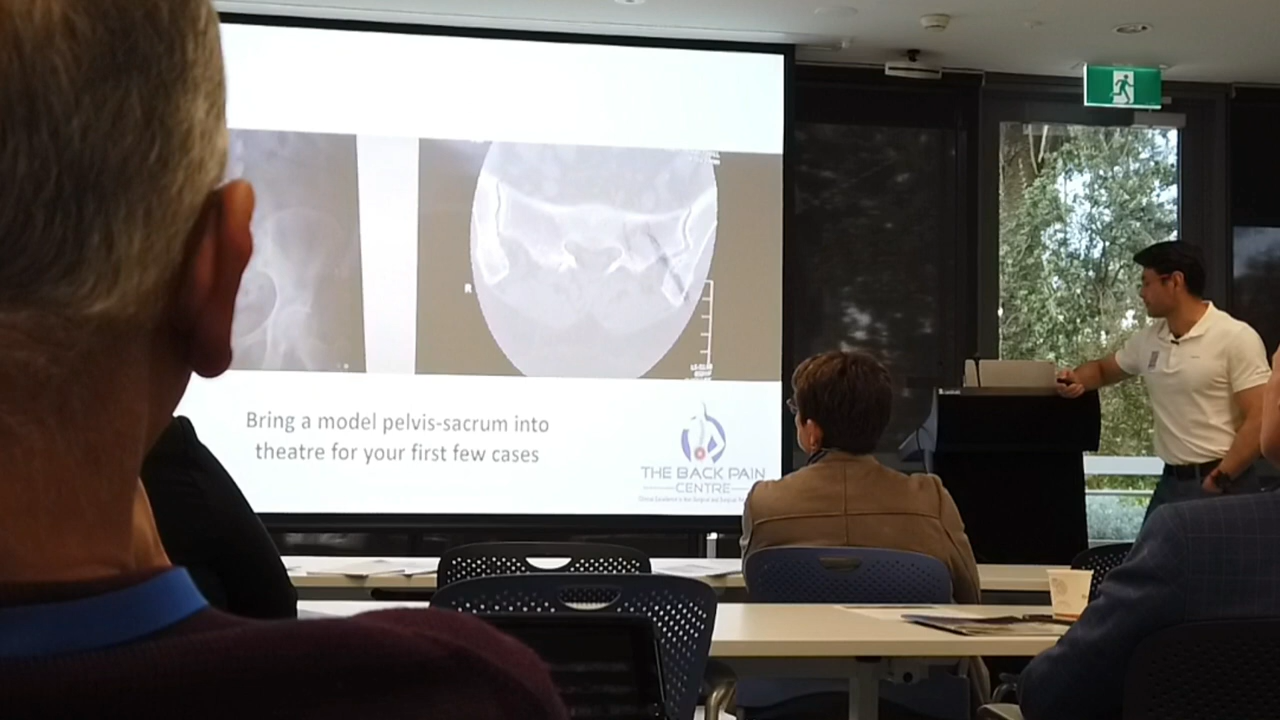 R
Bring a model pelvis-sacrum into
theatre for your first few cases
THE BACK PAIN
CENTRE